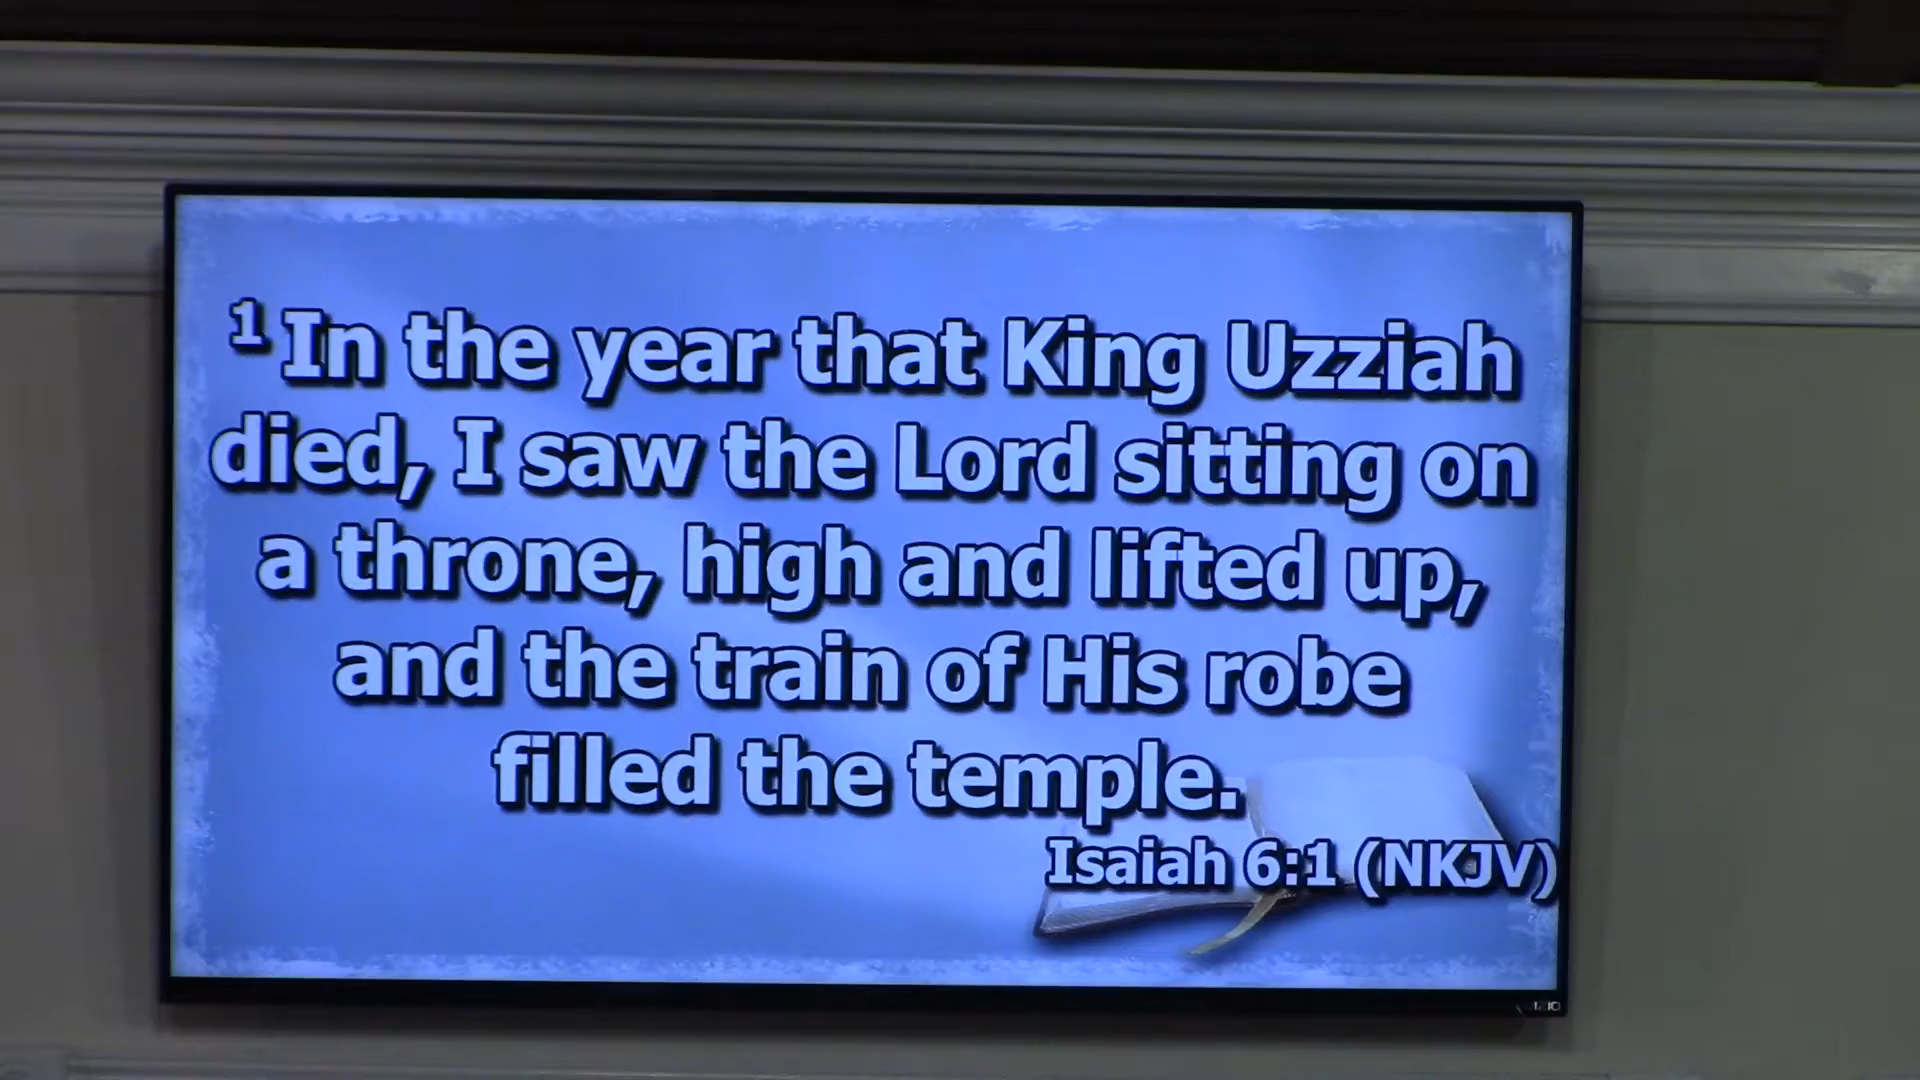 1 In the year that King Uzziah
died, I saw the Lord sitting on
a throne, high and lifted up,
and the train of His robe
filled the temple.
Isaiah 6:1 (NKJV)